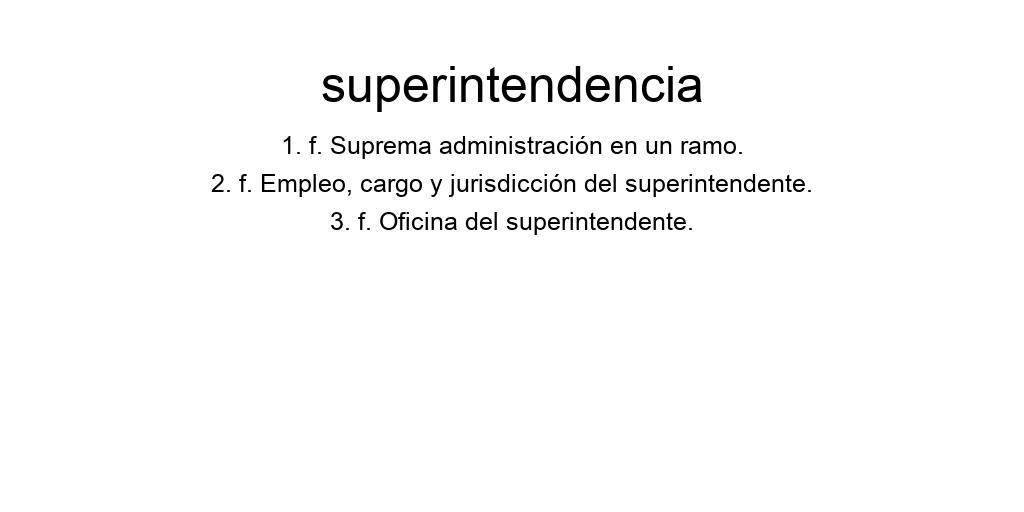 superintendencia
1. f. Suprema administración en un ramo.
2. f. Empleo, cargo y jurisdicción del superintendente.
3. f. Oficina del superintendente.